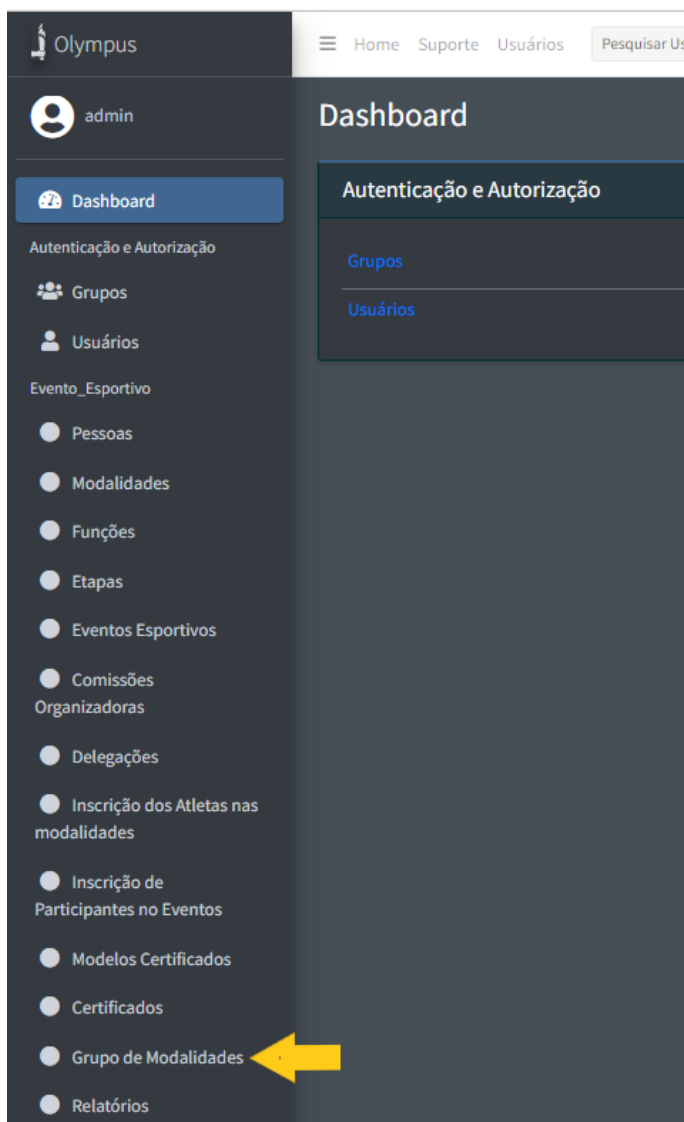 Olympus
Home Suporte Usuários Pesquisar Us
admin
Dashboard
Dashboard
Autenticação e Autorização
Grupos
Usuários
Autenticação e Autorização
Grupos
Usuários
Evento_Esportivo
Pessoas
Modalidades
Funções
Etapas
Eventos Esportivos
Comissões
Organizadoras
Delegações
Inscrição dos Atletas nas
modalidades
Inscrição de
Participantes no Eventos
Modelos Certificados
Certificados
Grupo de Modalidades
Relatórios